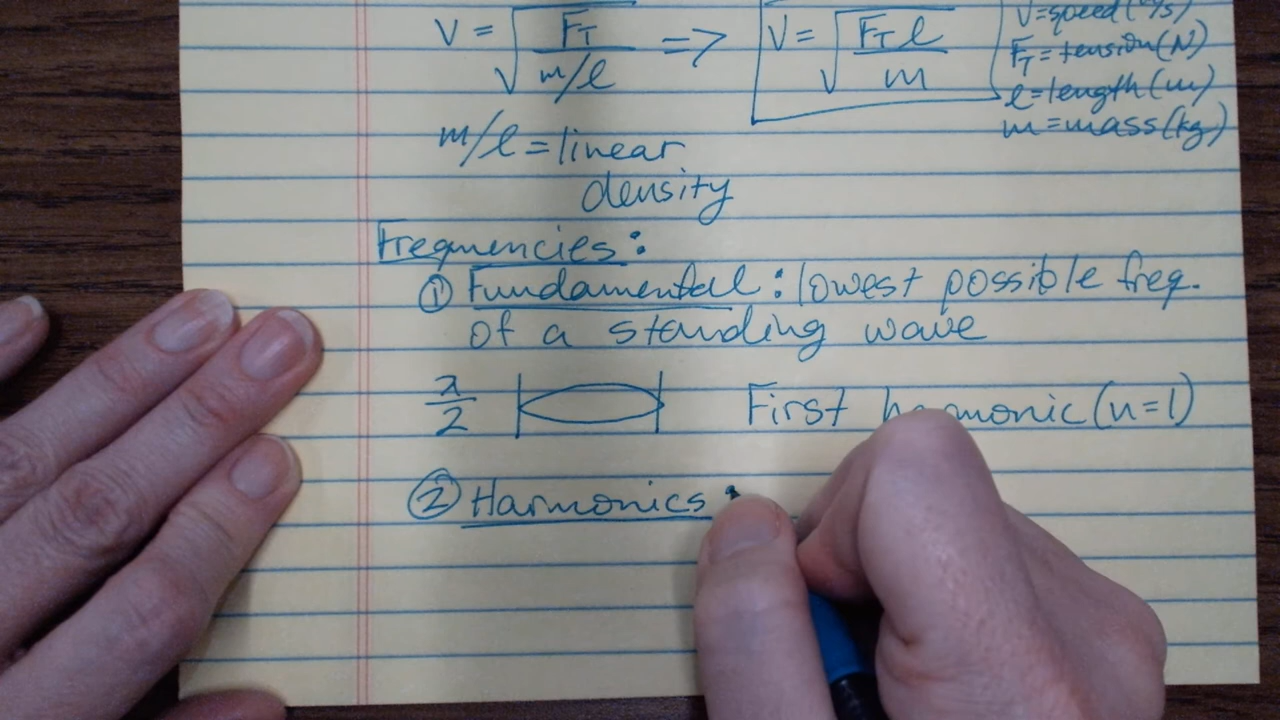 V = √(F_T / (m/ℓ)) => V = √(F_T ℓ / m)
V=speed(m/s)
F_T=tension(N)
ℓ=length(m)
m=mass(kg)
m/ℓ = linear
density
Frequencies:
① Fundamental: lowest possible freq.
of a standing wave
λ/2 First harmonic (n=1)
② Harmonics: